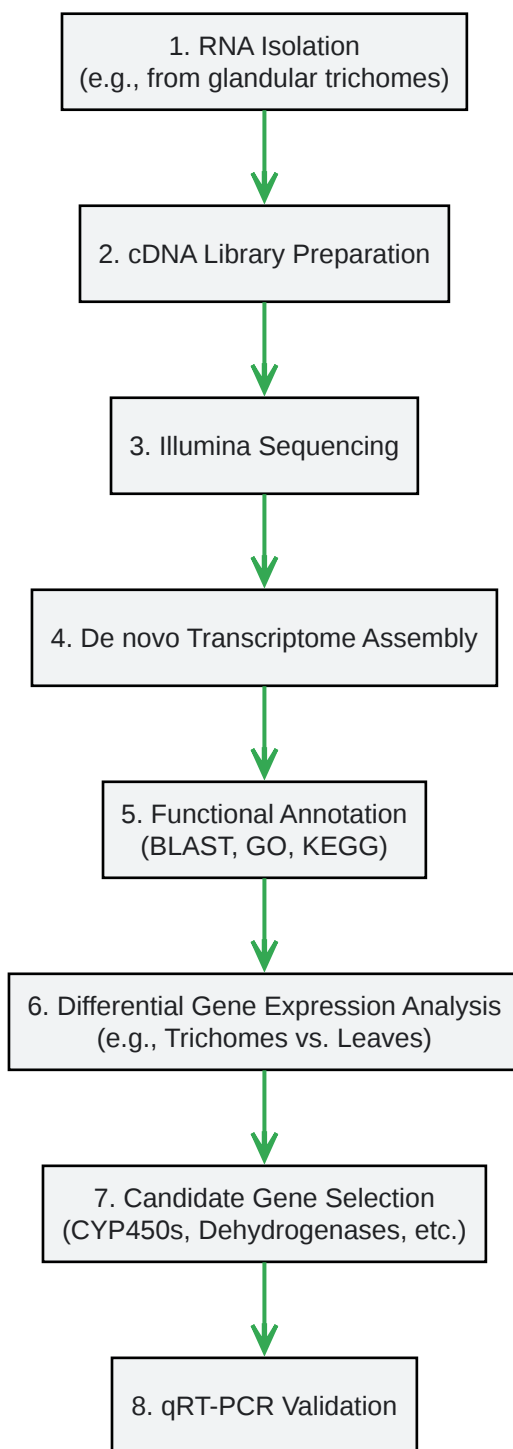 1. RNA Isolation
(e.g., from glandular trichomes)
2. cDNA Library Preparation
3. Illumina Sequencing
4. De novo Transcriptome Assembly
5. Functional Annotation
(BLAST, GO, KEGG)
6. Differential Gene Expression Analysis
(e.g., Trichomes vs. Leaves)
7. Candidate Gene Selection
(CYP450s, Dehydrogenases, etc.)
8. qRT-PCR Validation